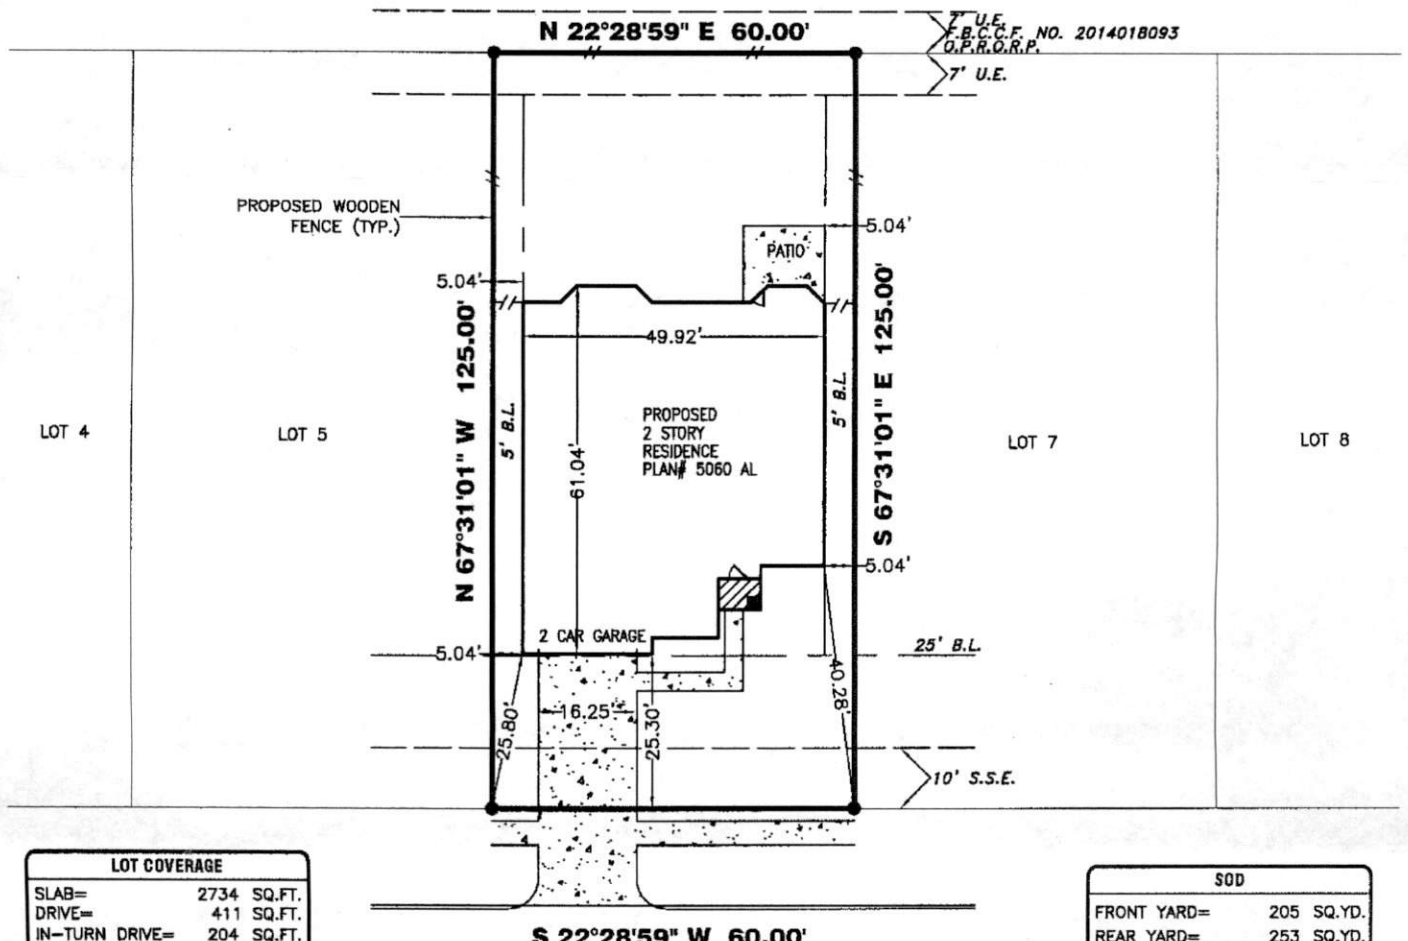 N 22°28'59" E 60.00'
7' U.E.
F.B.C.C.F. NO. 2014018093
O.P.R.O.R.P.
7' U.E.
PROPOSED WOODEN
FENCE (TYP.)
5.04'
PATIO
5.04'
49.92'
N 67°31'01" W 125.00'
S 67°31'01" E 125.00'
5' B.L.
5' B.L.
61.04'
PROPOSED
2 STORY
RESIDENCE
PLAN# 5060 AL
LOT 4
LOT 5
LOT 7
LOT 8
5.04'
2 CAR GARAGE
5.04'
25' B.L.
25.80'
16.25'
25.30'
40.28'
10' S.S.E.
LOT COVERAGE
SLAB= 2734 SQ.FT.
DRIVE= 411 SQ.FT.
IN-TURN DRIVE= 204 SQ.FT.
S 22°28'59" W 60.00'
SOD
FRONT YARD= 205 SQ.YD.
REAR YARD= 253 SQ.YD.